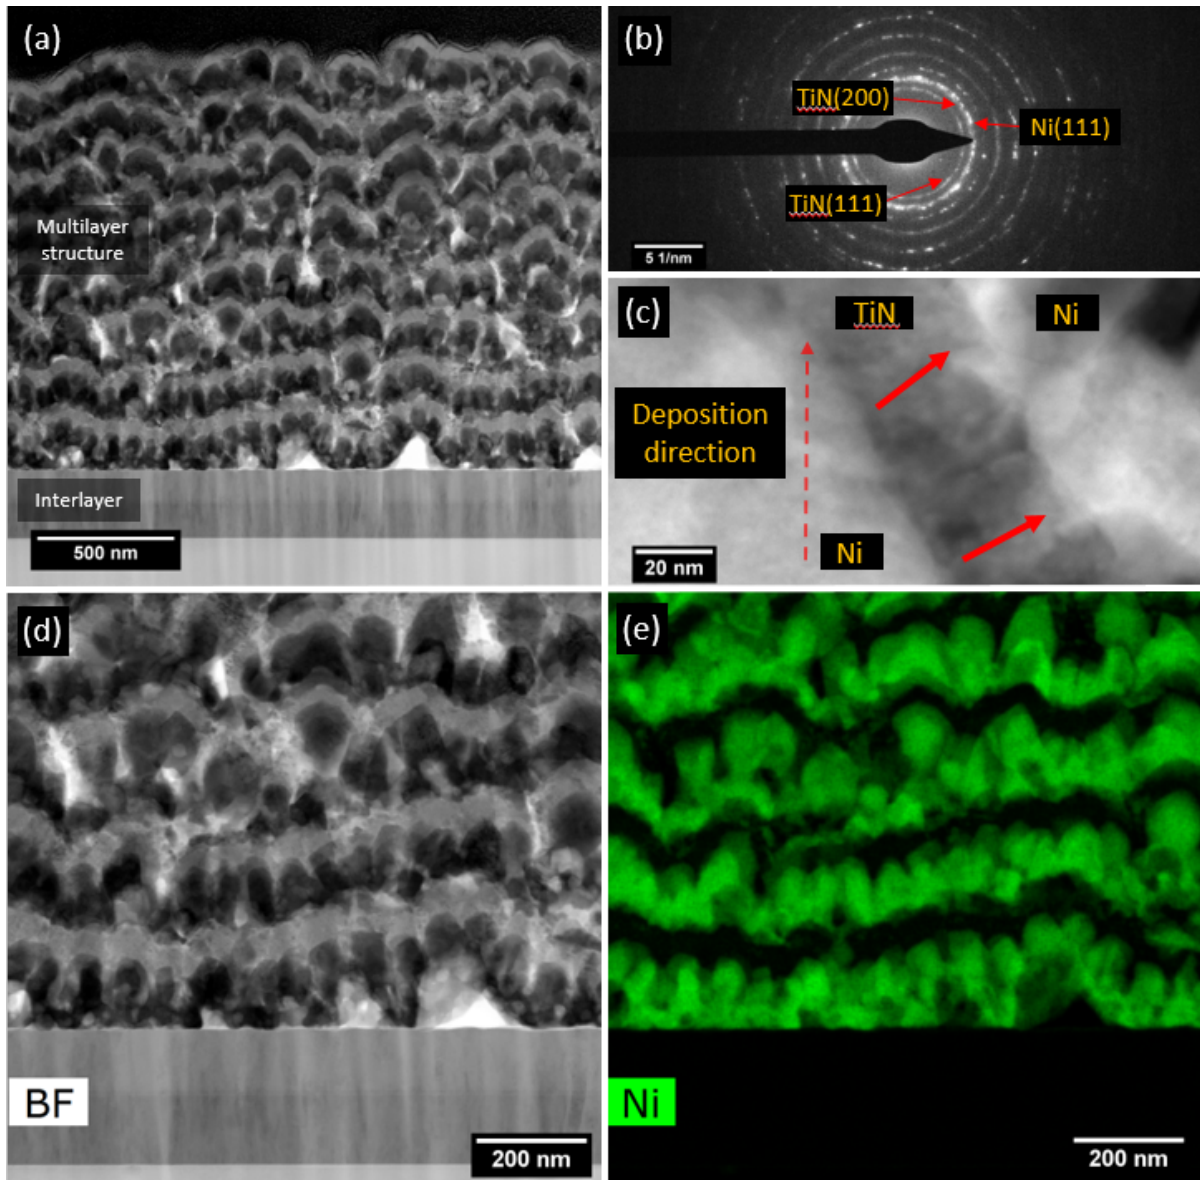 (a)
Multilayer
structure
Interlayer
500 nm
(b)
TiN(200)
Ni(111)
TiN(111)
5 1/nm
(c)
TiN
Ni
Deposition
direction
Ni
20 nm
(d)
BF
200 nm
(e)
Ni
200 nm